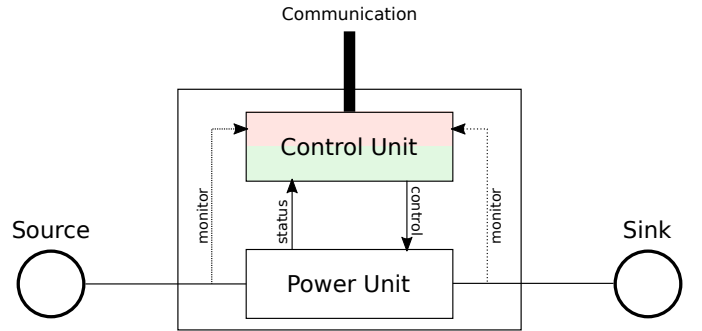 Communication
Control Unit
monitor
status
control
monitor
Source
Sink
Power Unit